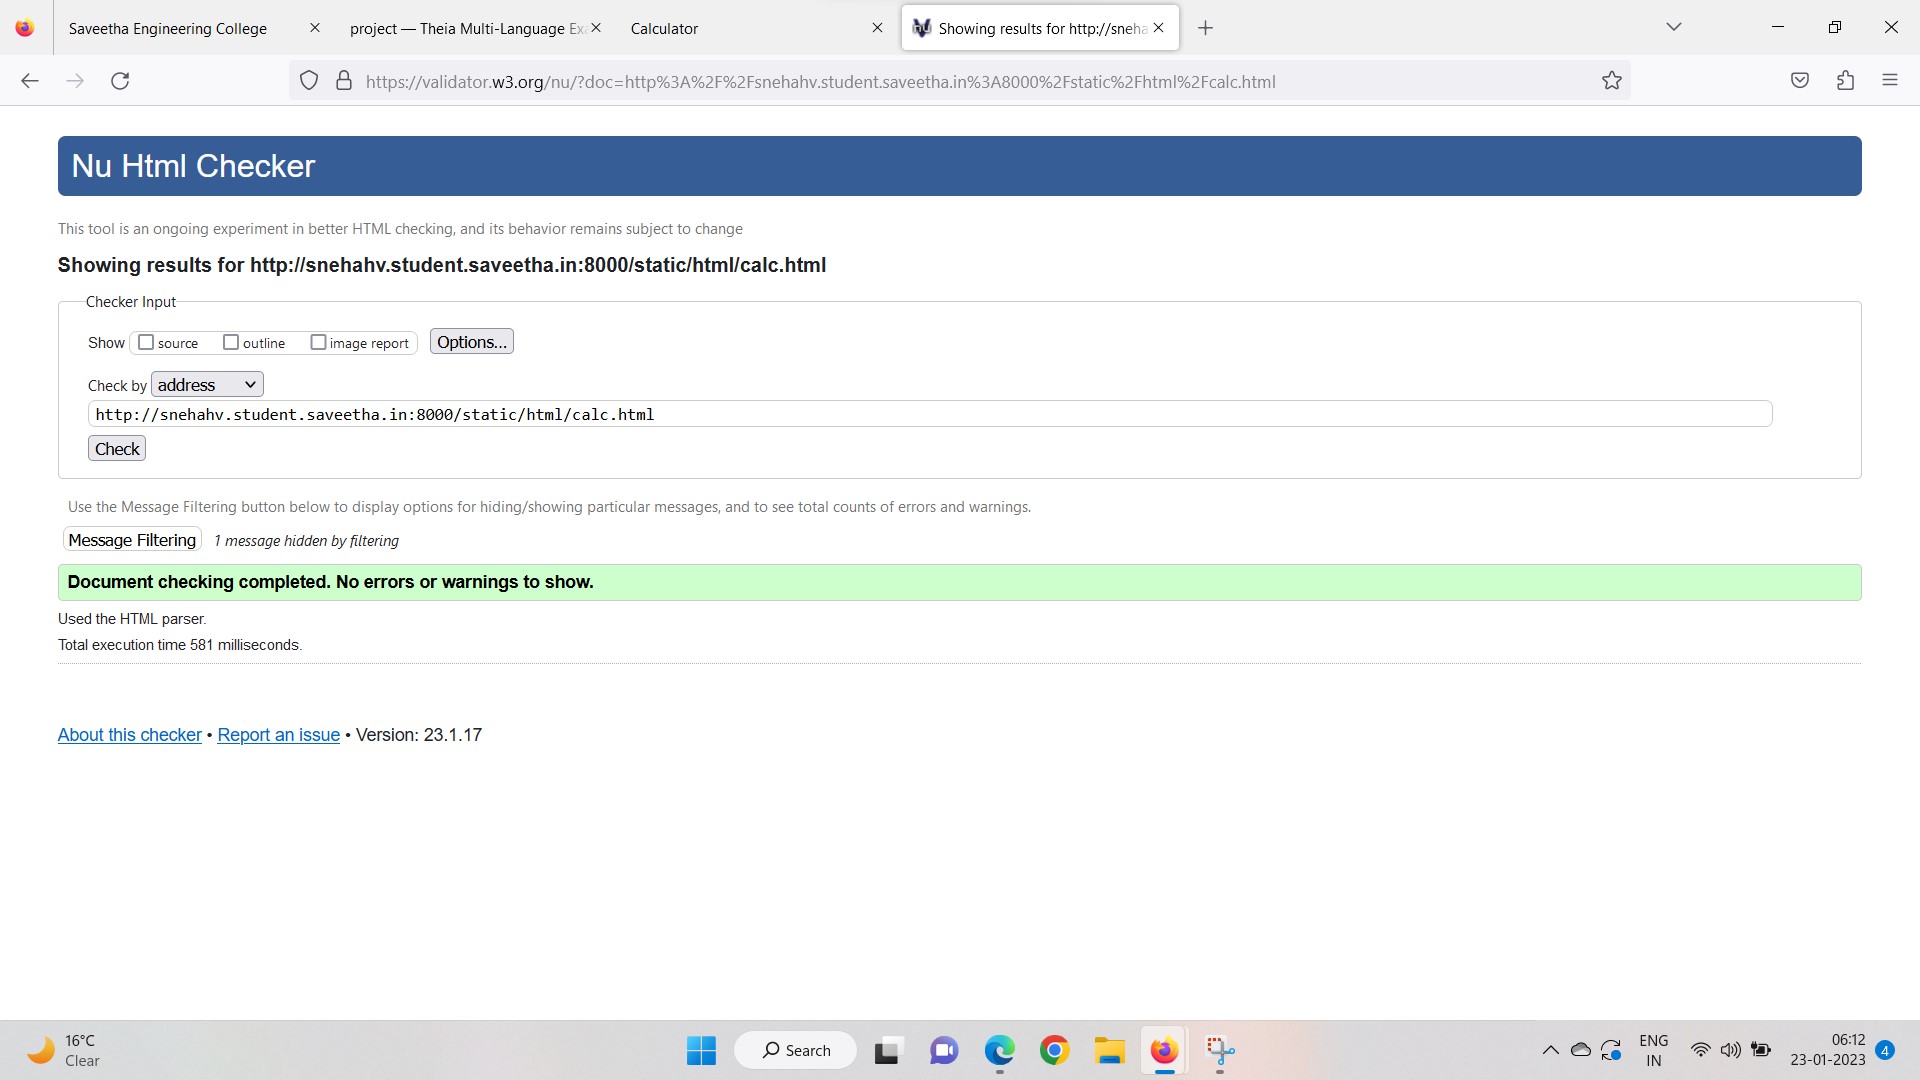 Saveetha Engineering College
project — Theia Multi-Language Ex
Calculator
Showing results for http://sneha
https://validator.w3.org/nu/?doc=http%3A%2F%2Fsnehahv.student.saveetha.in%3A8000%2Fstatic%2Fhtml%2Fcalc.html
Nu Html Checker
This tool is an ongoing experiment in better HTML checking, and its behavior remains subject to change
Showing results for http://snehahv.student.saveetha.in:8000/static/html/calc.html
Checker Input
Show source outline image report Options...
Check by address
http://snehahv.student.saveetha.in:8000/static/html/calc.html
Check
Use the Message Filtering button below to display options for hiding/showing particular messages, and to see total counts of errors and warnings.
Message Filtering 1 message hidden by filtering
Document checking completed. No errors or warnings to show.
Used the HTML parser.
Total execution time 581 milliseconds.
About this checker • Report an issue • Version: 23.1.17
16°C
Clear
Search
ENG
IN
06:12
23-01-2023
4